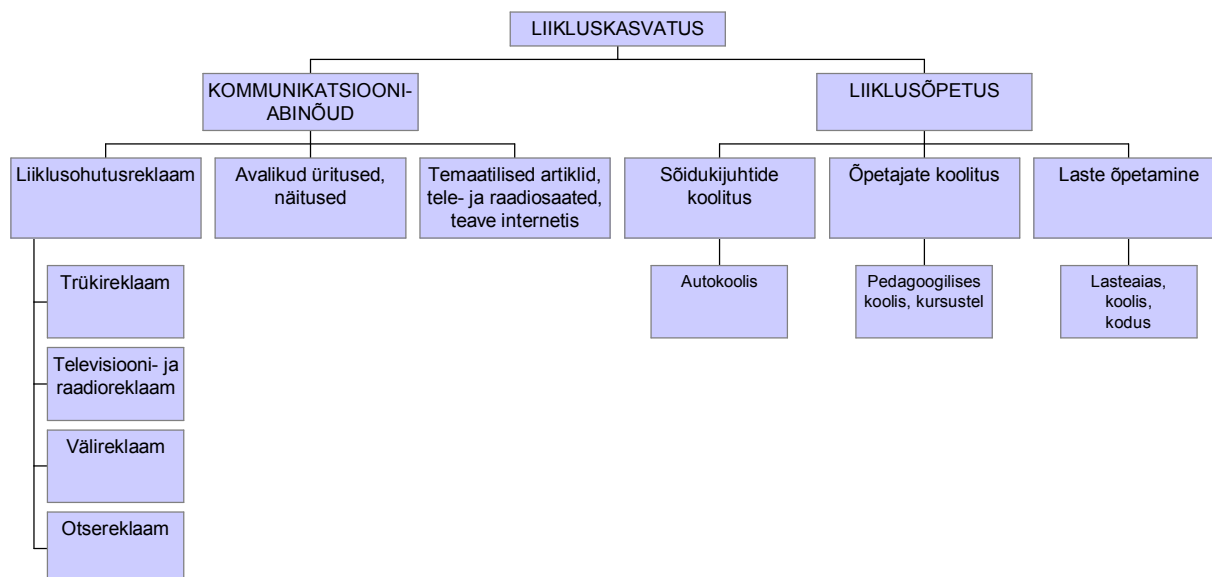 LIIKLUSKASVATUS
KOMMUNIKATSIOONI-
ABINÕUD
LIIKLUSÕPETUS
Liiklusohutusreklaam
Avalikud üritused,
näitused
Temaatilised artiklid,
tele- ja raadiosaated,
teave internetis
Sõidukijuhtide
koolitus
Õpetajate koolitus
Laste õpetamine
Trükireklaam
Televisiooni- ja
raadioreklaam
Välireklaam
Otsereklaam
Autokoolis
Pedagoogilises
koolis, kursustel
Lasteaias,
koolis,
kodus